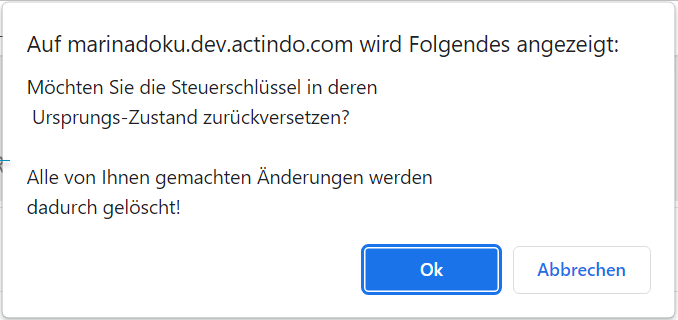 Auf marinadoku.dev.actindo.com wird Folgendes angezeigt:
Möchten Sie die Steuerschlüssel in deren
Ursprungs-Zustand zurückversetzen?
Alle von Ihnen gemachten Änderungen werden
dadurch gelöscht!
Ok
Abbrechen